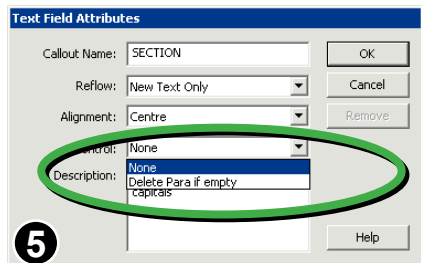 Text Field Attributes
Callout Name: SECTION OK
Reflow: New Text Only Cancel
Alignment: Centre Remove
None
None
Description: Delete Para if empty
capitals
5 Help